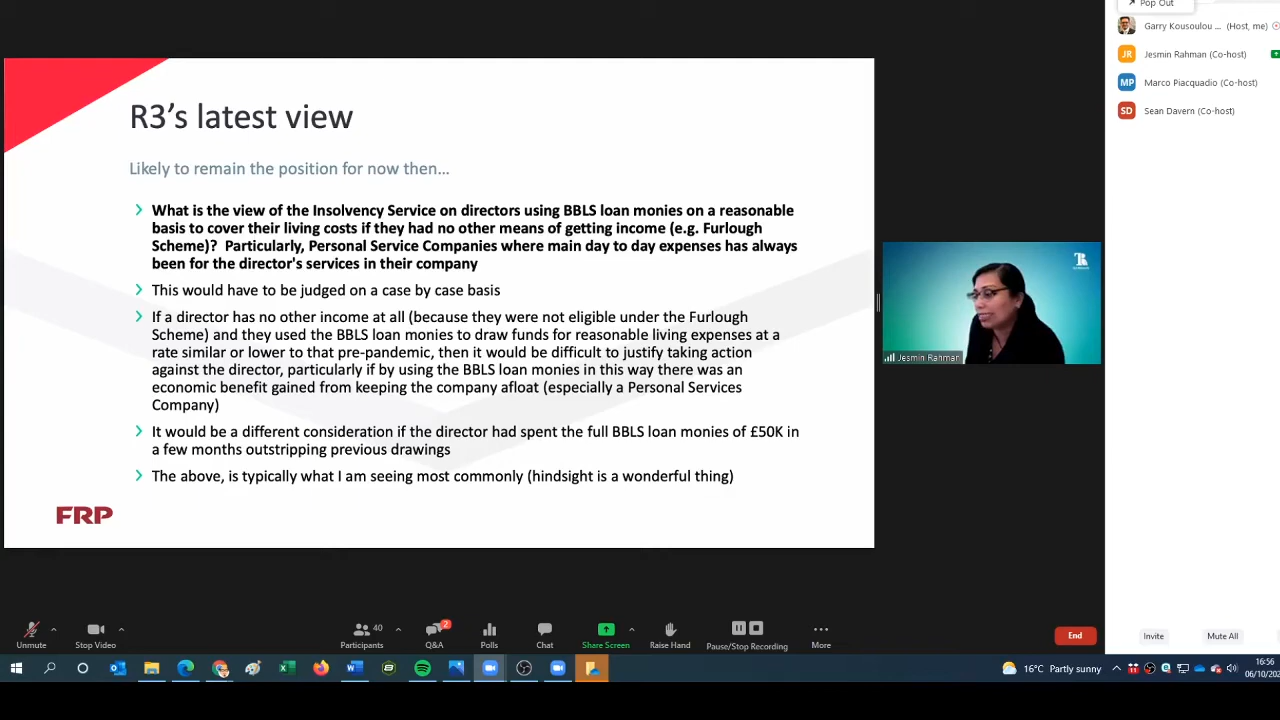 Pop Out
Garry Kousoulou ... (Host, me)
JR Jesmin Rahman (Co-host)
MP Marco Piacquadio (Co-host)
SD Sean Davern (Co-host)
R3’s latest view
Likely to remain the position for now then…
What is the view of the Insolvency Service on directors using BBLS loan monies on a reasonable
basis to cover their living costs if they had no other means of getting income (e.g. Furlough
Scheme)? Particularly, Personal Service Companies where main day to day expenses has always
been for the director's services in their company
This would have to be judged on a case by case basis
If a director has no other income at all (because they were not eligible under the Furlough
Scheme) and they used the BBLS loan monies to draw funds for reasonable living expenses at a
rate similar or lower to that pre-pandemic, then it would be difficult to justify taking action
against the director, particularly if by using the BBLS loan monies in this way there was an
economic benefit gained from keeping the company afloat (especially a Personal Services
Company)
It would be a different consideration if the director had spent the full BBLS loan monies of £50K in
a few months outstripping previous drawings
The above, is typically what I am seeing most commonly (hindsight is a wonderful thing)
FRP
Jesmin Rahman
40
2
Unmute
Stop Video
Participants
Q&A
Polls
Chat
Share Screen
Raise Hand
Pause/Stop Recording
More
End
Invite
Mute All
16°C Partly sunny
16:56
06/10/202